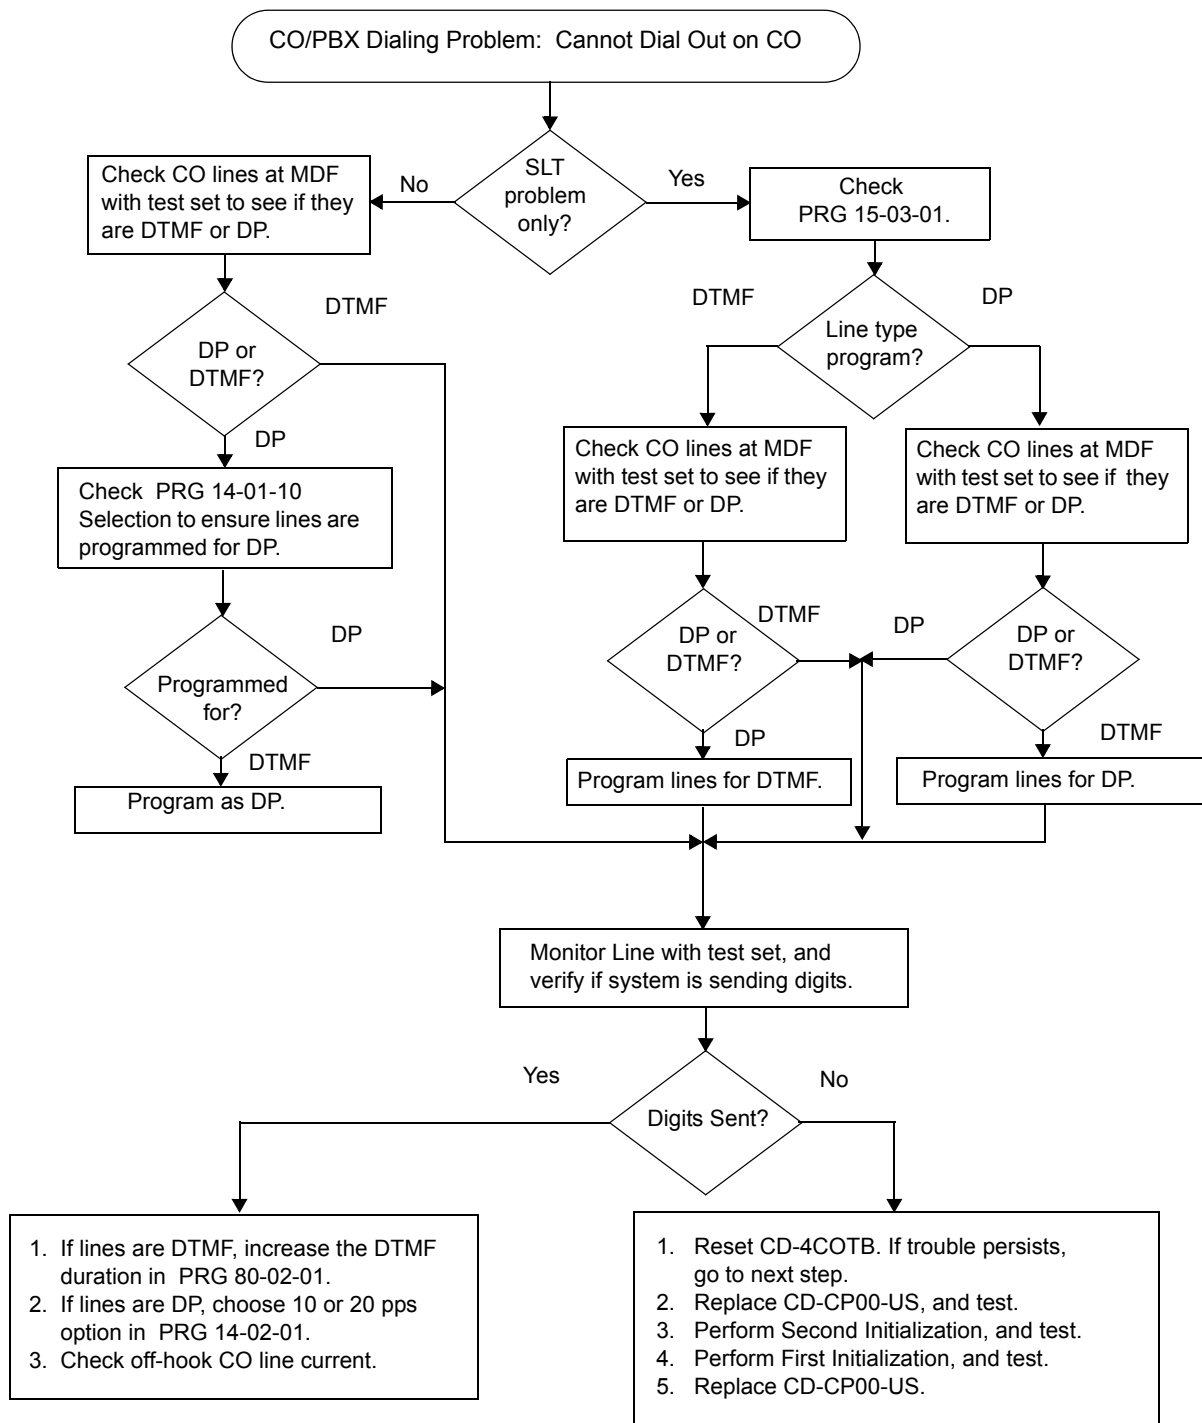 CO/PBX Dialing Problem: Cannot Dial Out on CO
SLT
problem
only?
No
Yes
Check CO lines at MDF
with test set to see if they
are DTMF or DP.
Check
PRG 15-03-01.
DP or
DTMF?
DTMF
DP
Line type
program?
DTMF
DP
Check PRG 14-01-10
Selection to ensure lines are
programmed for DP.
Check CO lines at MDF
with test set to see if they
are DTMF or DP.
Check CO lines at MDF
with test set to see if they
are DTMF or DP.
Programmed
for?
DP
DTMF
Program as DP.
DP or
DTMF?
DTMF
DP
Program lines for DTMF.
DP
DP or
DTMF?
DTMF
Program lines for DP.
Monitor Line with test set, and
verify if system is sending digits.
Yes
No
Digits Sent?
1. If lines are DTMF, increase the DTMF
duration in PRG 80-02-01.
2. If lines are DP, choose 10 or 20 pps
option in PRG 14-02-01.
3. Check off-hook CO line current.
1. Reset CD-4COTB. If trouble persists,
go to next step.
2. Replace CD-CP00-US, and test.
3. Perform Second Initialization, and test.
4. Perform First Initialization, and test.
5. Replace CD-CP00-US.